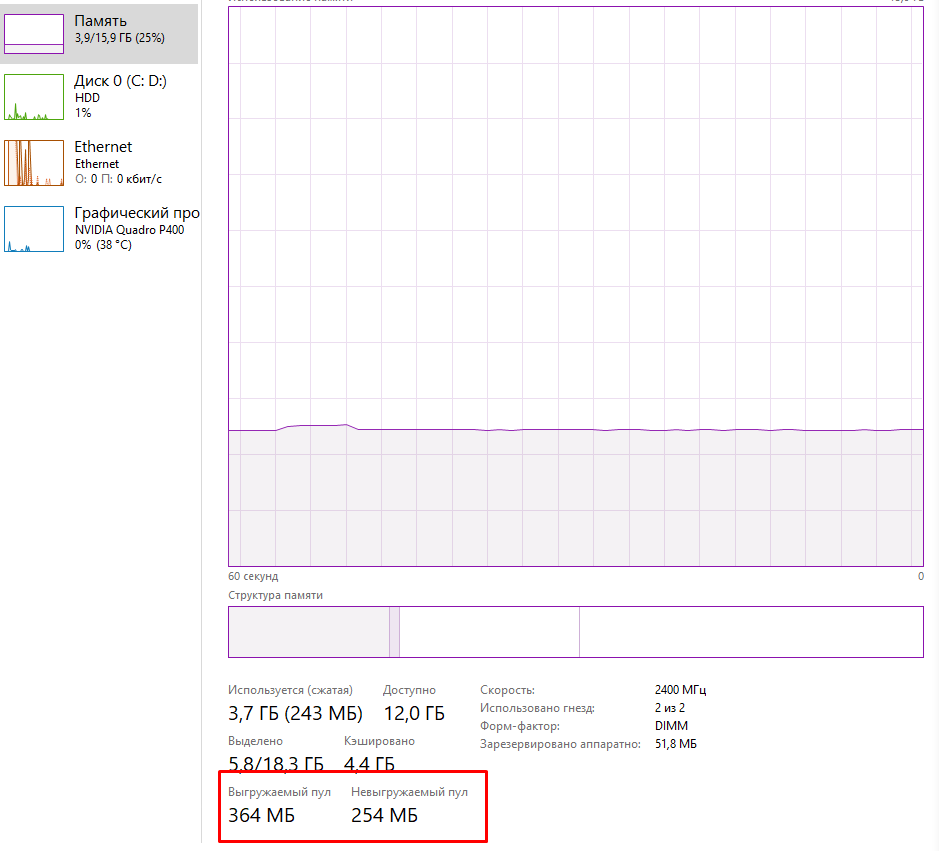 Память
3,9/15,9 ГБ (25%)
Диск 0 (C: D:)
HDD
1%
Ethernet
Ethernet
О: 0 П: 0 кбит/с
Графический про
NVIDIA Quadro P400
0% (38 °C)
60 секунд
0
Структура памяти
Используется (сжатая)
Доступно
3,7 ГБ (243 МБ)
12,0 ГБ
Выделено
Кэшировано
5,8/18,3 ГБ
4,4 ГБ
Выгружаемый пул
Невыгружаемый пул
364 МБ
254 МБ
Скорость:
2400 МГц
Использовано гнезд:
2 из 2
Форм-фактор:
DIMM
Зарезервировано аппаратно:
51,8 МБ